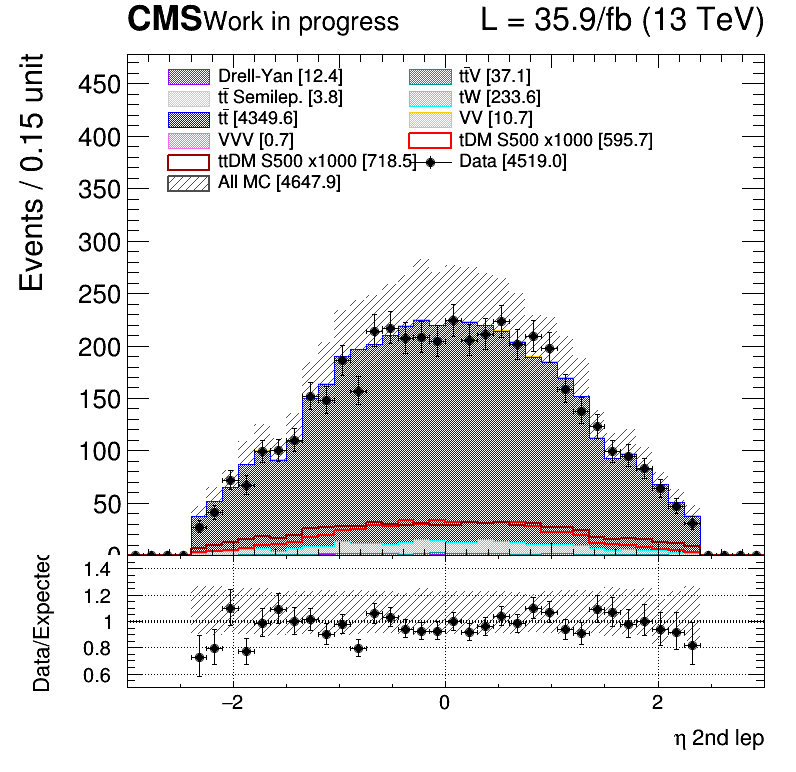 CMS Work in progress L = 35.9/fb (13 TeV)
Events / 0.15 unit
Drell-Yan [12.4] tt̄V [37.1]
tt̄ Semilep. [3.8] tW [233.6]
tt̄ [4349.6] VV [10.7]
VVV [0.7] tDM S500 x1000 [595.7]
ttDM S500 x1000 [718.5] Data [4519.0]
All MC [4647.9]
450
400
350
300
250
200
150
100
50
0
Data/Expected
1.4
1.2
1
0.8
0.6
−2 0 2
η 2nd lep